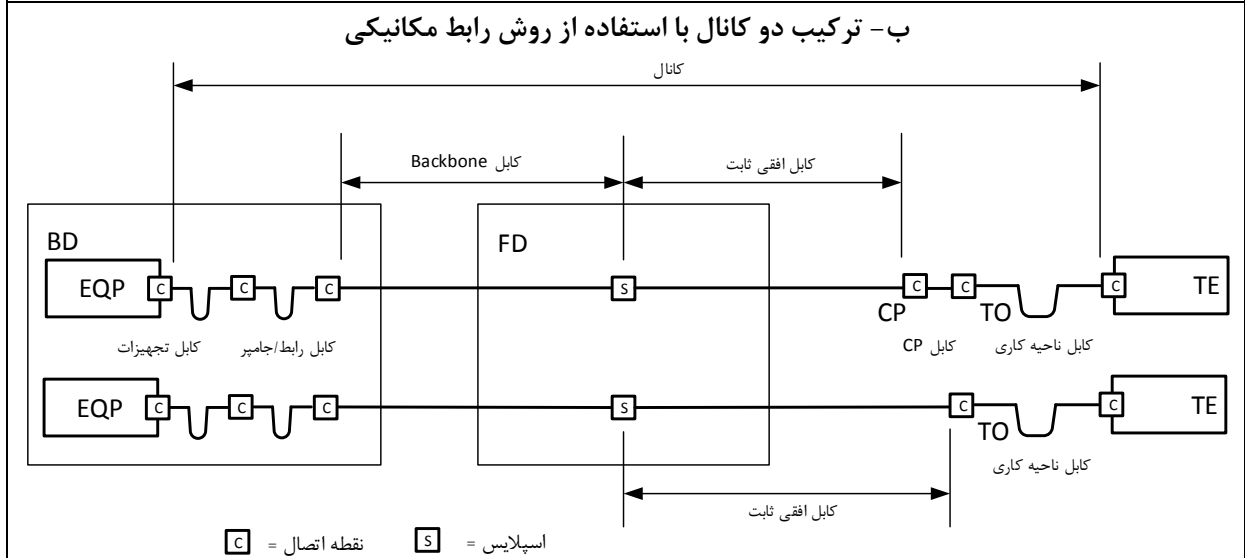 ب- ترکیب دو کانال با استفاده از روش رابط مکانیکی
کانال
کابل Backbone
کابل افقی ثابت
BD
FD
EQP
C
C
C
S
C
C
C
TE
CP
TO
کابل تجهیزات
کابل رابط/جامپر
کابل CP
کابل ناحیه کاری
EQP
C
C
C
S
C
C
TE
TO
کابل ناحیه کاری
کابل افقی ثابت
C = نقطه اتصال
S = اسپلایس